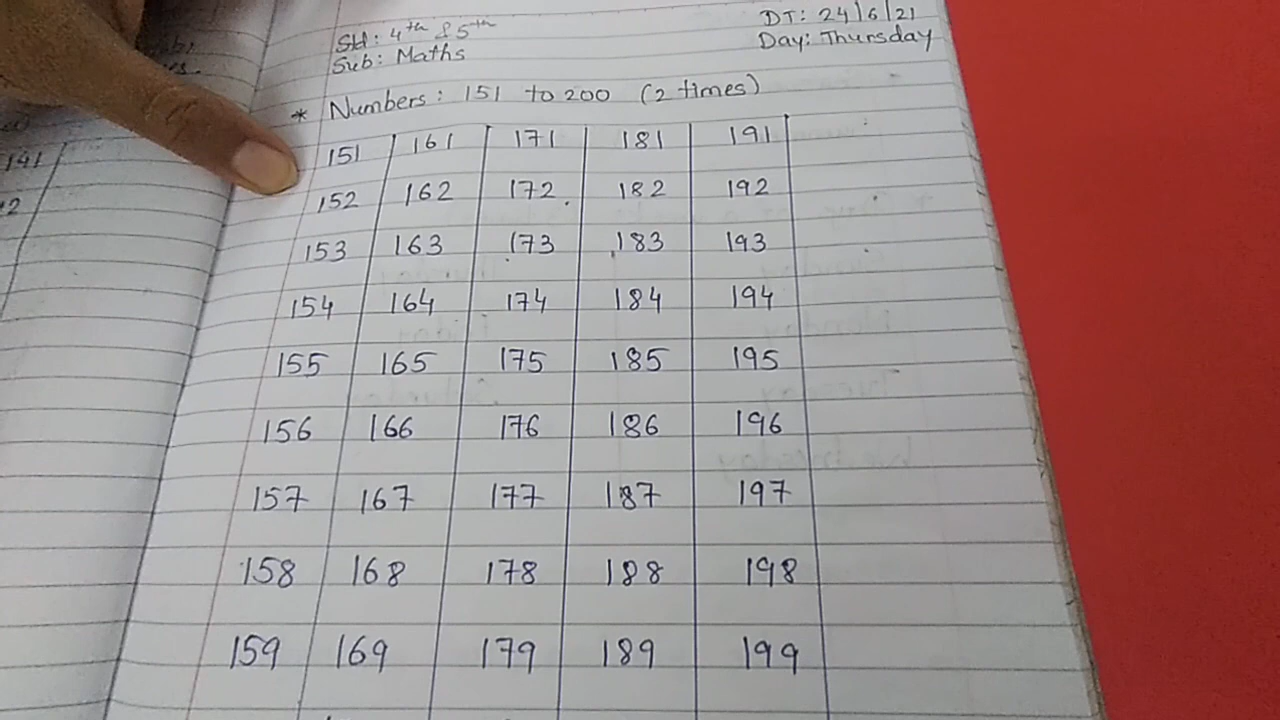 Std: 4th & 5th DT: 24/6/21
Sub: Maths Day: Thursday
* Numbers: 151 to 200 (2 times)
151 161 171 181 191
152 162 172 182 192
153 163 173 183 193
154 164 174 184 194
155 165 175 185 195
156 166 176 186 196
157 167 177 187 197
158 168 178 188 198
159 169 179 189 199